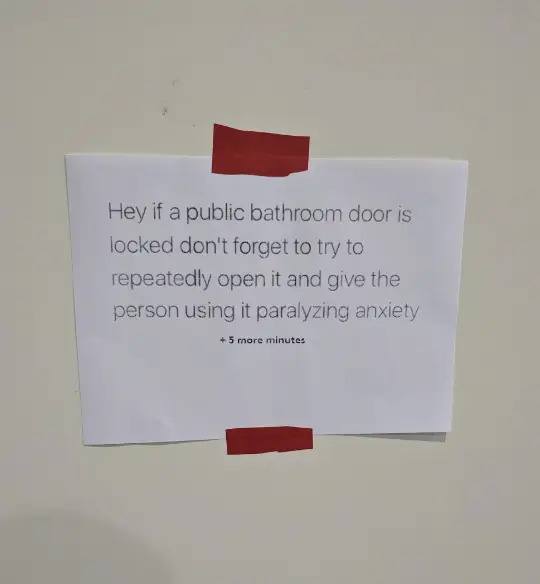 Hey if a public bathroom door is
locked don't forget to try to
repeatedly open it and give the
person using it paralyzing anxiety
+ 5 more minutes